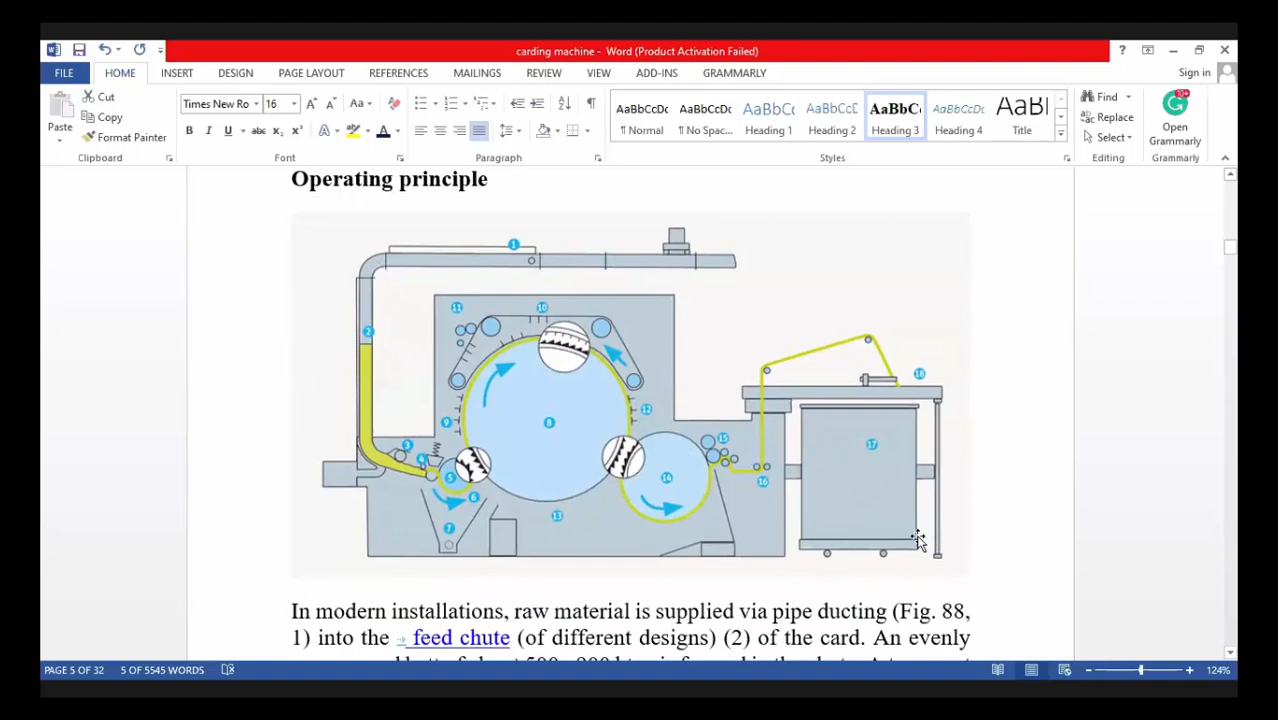 carding machine - Word (Product Activation Failed)
FILE HOME INSERT DESIGN PAGE LAYOUT REFERENCES MAILINGS REVIEW VIEW ADD-INS GRAMMARLY Sign in
Paste
Cut
Copy
Format Painter
Clipboard
Times New Ro 16
Font
Paragraph
AaBbCcDc AaBbCcDc AaBbC AaBbCcD AaBbC AaBbCcDc AaB
¶ Normal ¶ No Spac... Heading 1 Heading 2 Heading 3 Heading 4 Title
Styles
Find
Replace
Select
Editing
10+
Open
Grammarly
Grammarly
Operating principle
1
2
3
4
5
6
7
8
9
10
11
12
13
14
15
16
17
18
In modern installations, raw material is supplied via pipe ducting (Fig. 88,
1) into the feed chute (of different designs) (2) of the card. An evenly
PAGE 5 OF 32 5 OF 5545 WORDS 124%